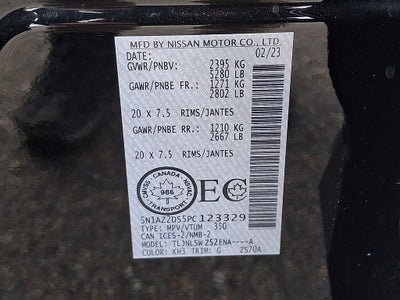 MFD BY NISSAN MOTOR CO., LTD.
DATE: 02/23
GVWR/PNBV: 2395 KG
5280 LB
GAWR/PNBE FR.: 1271 KG
2802 LB
20 x 7.5 RIMS/JANTES
GAWR/PNBE RR.: 1210 KG
2667 LB
20 x 7.5 RIMS/JANTES
CANADA
TRANSPORT
986
EC
5N1AZ2DS5PC123329
TYPE: MPV/VTUM 350
CAN ICES-2/NMB-2
MODEL: TLJNLSWZ5ZENA----A
COLOR: KH3 TRIM: G Z570A